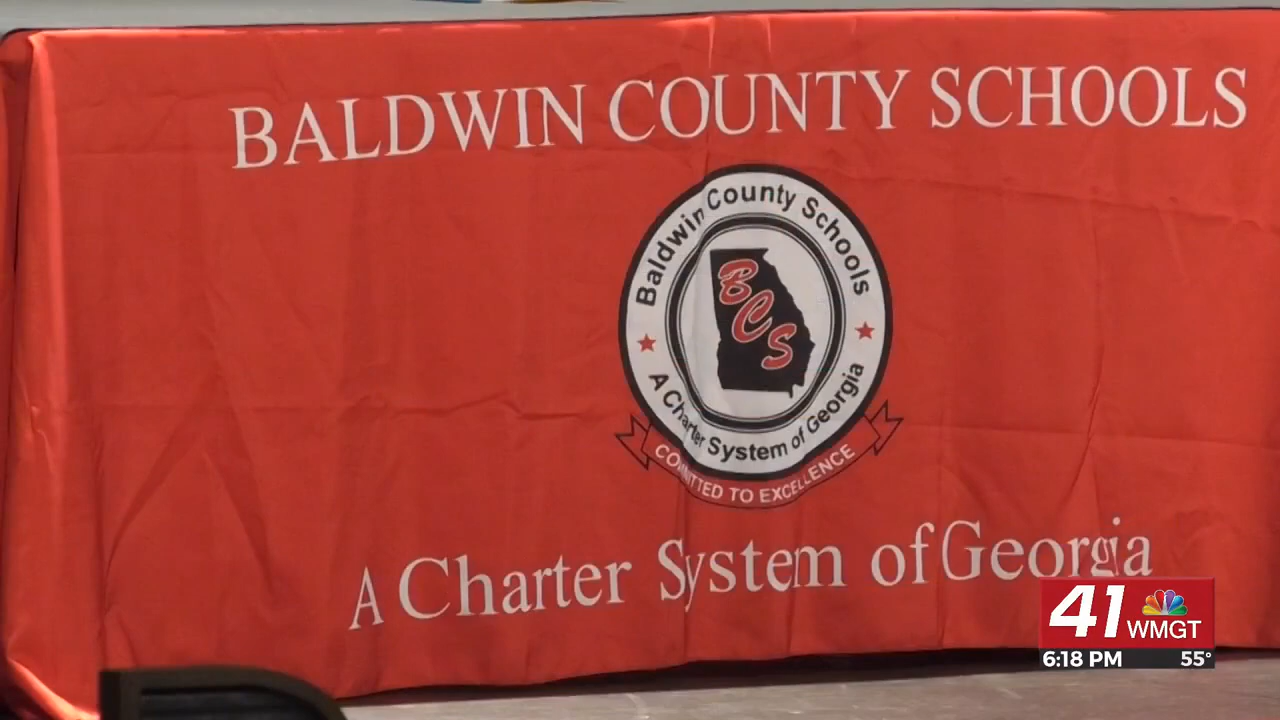 BALDWIN COUNTY SCHOOLS
Baldwin County Schools
BCS
A Charter System of Georgia
COMMITTED TO EXCELLENCE
A Charter System of Georgia
41
WMGT
6:18 PM 55°